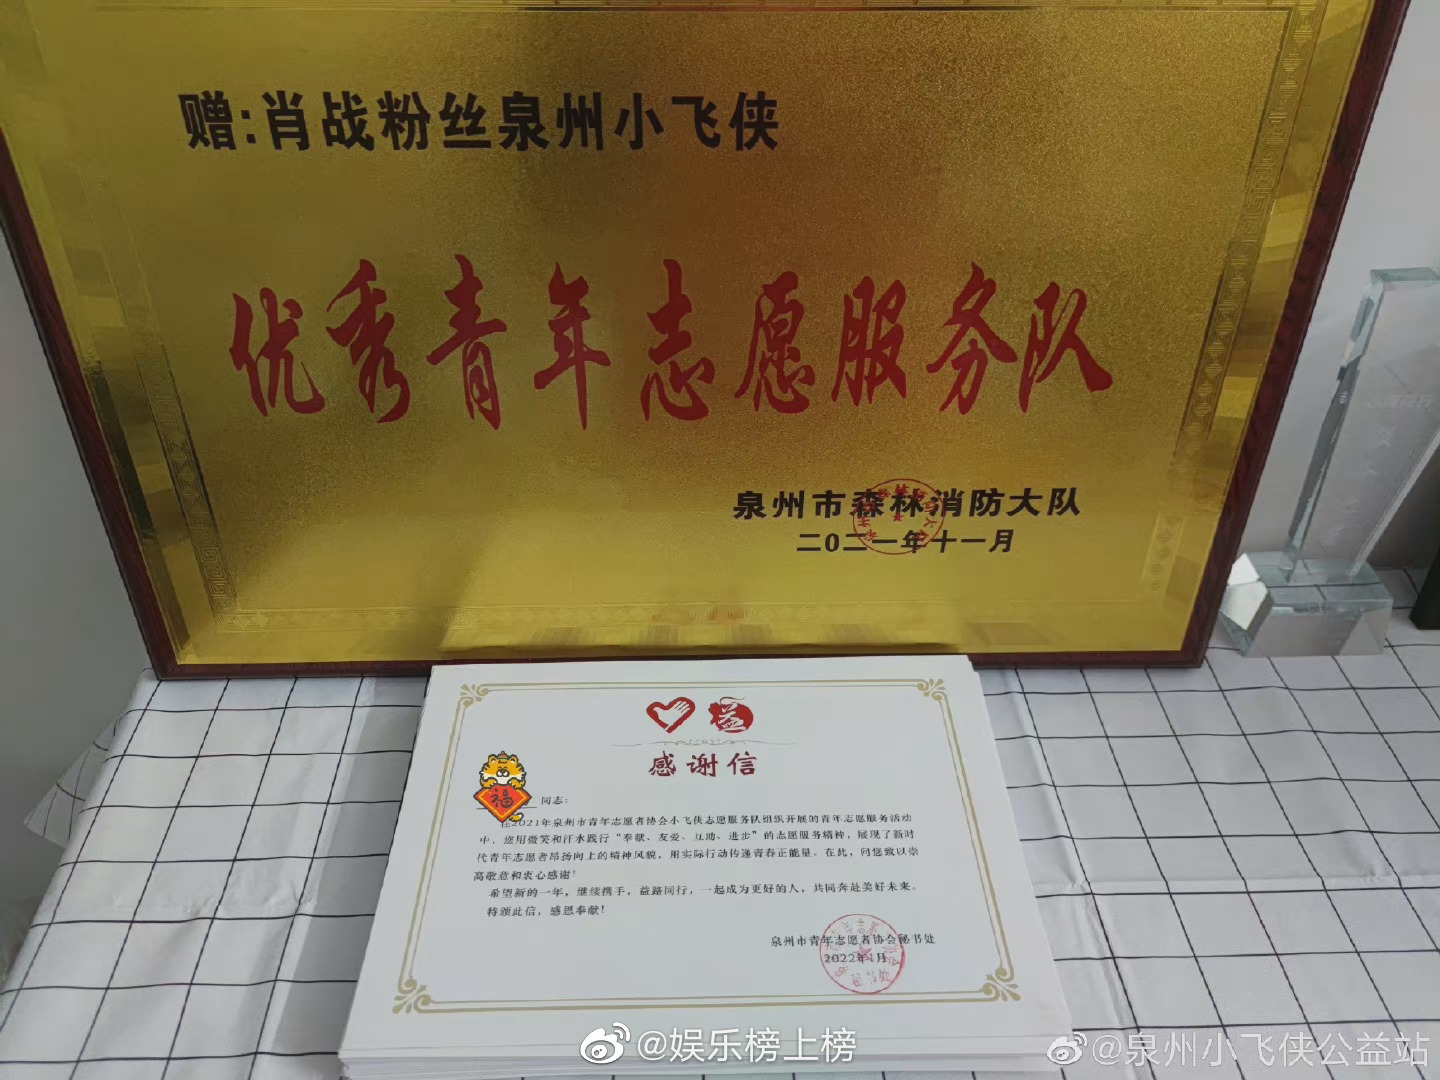 赠:肖战粉丝泉州小飞侠
优秀青年志愿服务队
泉州市森林消防大队
二0二一年十一月
益
感谢信
福
同志:
在2021年泉州市青年志愿者协会小飞侠志愿服务队组织开展的青年志愿服务活动
中,您用微笑和汗水践行“奉献、友爱、互助、进步”的志愿服务精神,展现了新时
代青年志愿者昂扬向上的精神风貌,用实际行动传递青春正能量。在此,向您致以崇
高敬意和衷心感谢!
希望新的一年,继续携手,益路同行,一起成为更好的人,共同奔赴美好未来。
特颁此信,感恩奉献!
泉州市青年志愿者协会秘书处
2022年1月
@娱乐榜上榜
@泉州小飞侠公益站